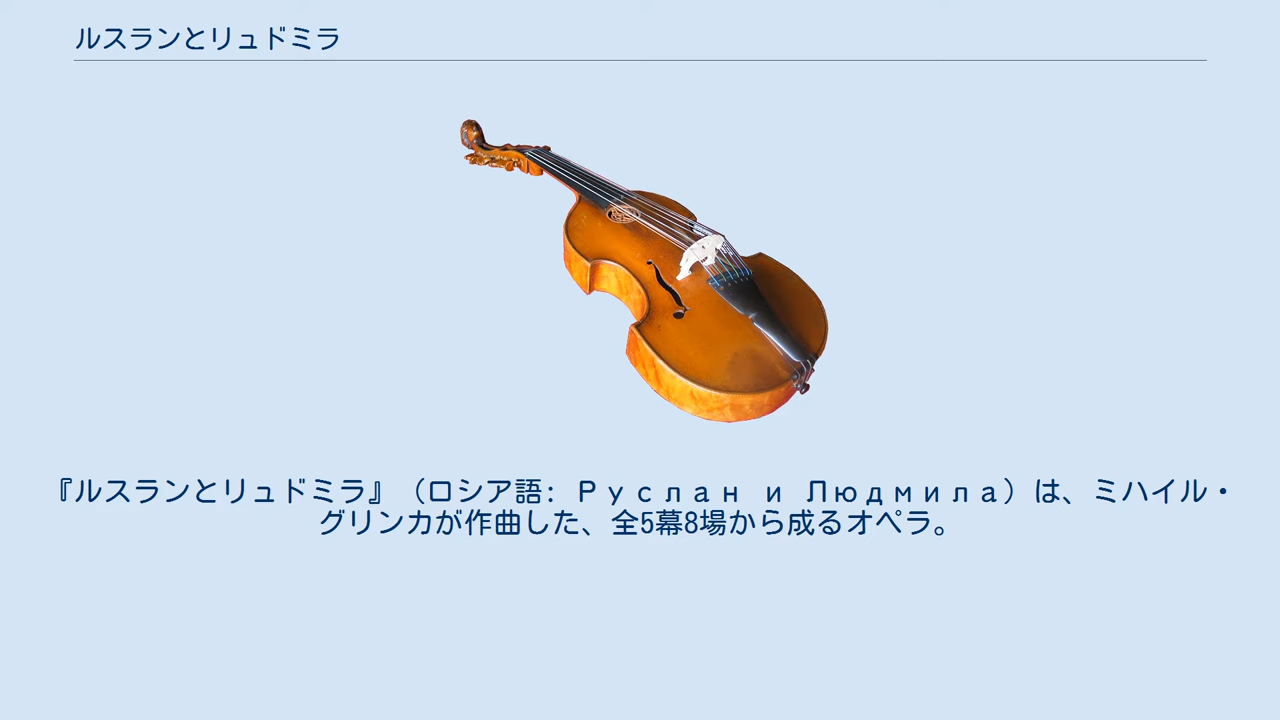 ルスランとリュドミラ
『ルスランとリュドミラ』（ロシア語: Руслан и Людмила）は、ミハイル・
グリンカが作曲した、全5幕8場から成るオペラ。